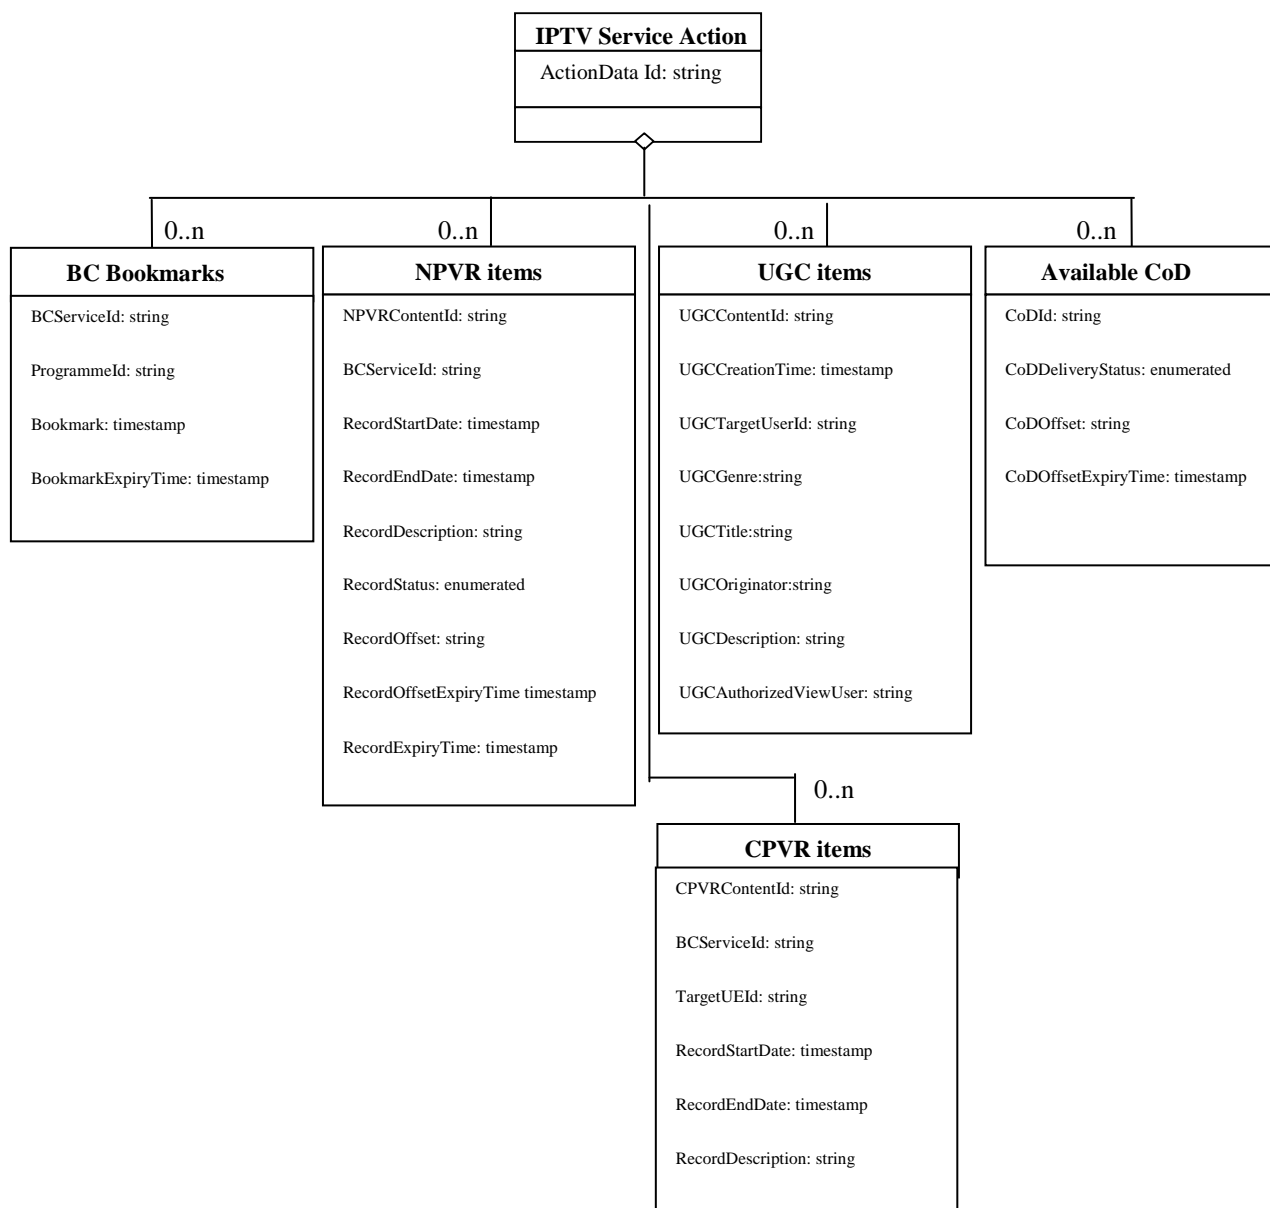 IPTV Service Action
ActionData Id: string
0..n
0..n
0..n
0..n
BC Bookmarks
BCServiceId: string
ProgrammeId: string
Bookmark: timestamp
BookmarkExpiryTime: timestamp
NPVR items
NPVRContentId: string
BCServiceId: string
RecordStartDate: timestamp
RecordEndDate: timestamp
RecordDescription: string
RecordStatus: enumerated
RecordOffset: string
RecordOffsetExpiryTime timestamp
RecordExpiryTime: timestamp
UGC items
UGCContentId: string
UGCCreationTime: timestamp
UGCTargetUserId: string
UGCGenre:string
UGCTitle:string
UGCOriginator:string
UGCDescription: string
UGCAuthorizedViewUser: string
Available CoD
CoDId: string
CoDDeliveryStatus: enumerated
CoDOffset: string
CoDOffsetExpiryTime: timestamp
0..n
CPVR items
CPVRContentId: string
BCServiceId: string
TargetUEId: string
RecordStartDate: timestamp
RecordEndDate: timestamp
RecordDescription: string